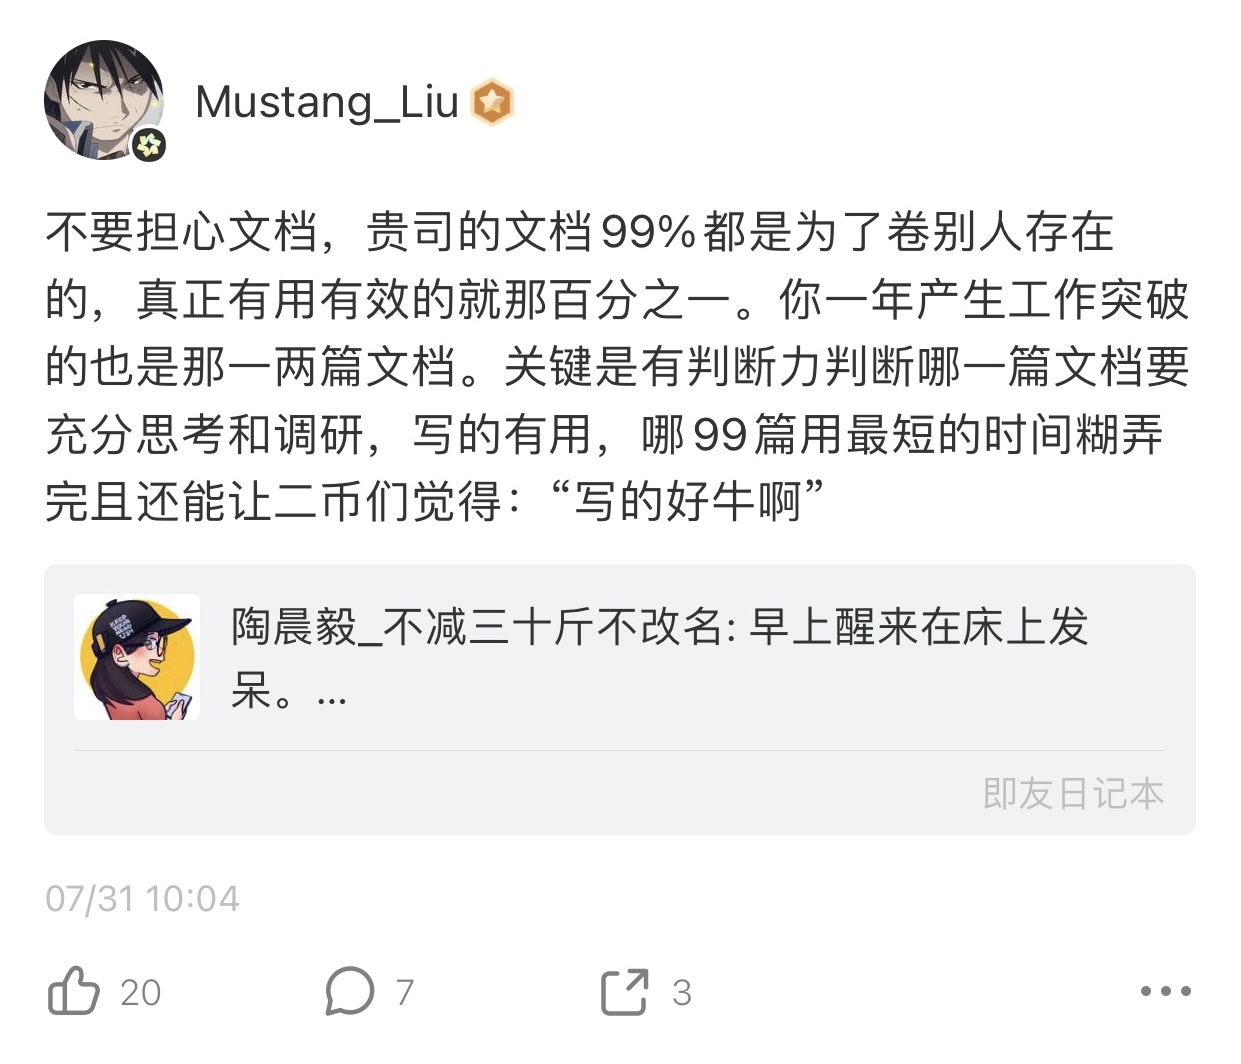 Mustang_Liu
不要担心文档，贵司的文档99%都是为了卷别人存在
的，真正有用有效的就那百分之一。你一年产生工作突破
的也是那一两篇文档。关键是有判断力判断哪一篇文档要
充分思考和调研，写的有用，哪99篇用最短的时间糊弄
完且还能让二币们觉得：“写的好牛啊”
陶晨毅_不减三十斤不改名: 早上醒来在床上发
呆。...
即友日记本
07/31 10:04
20
7
3